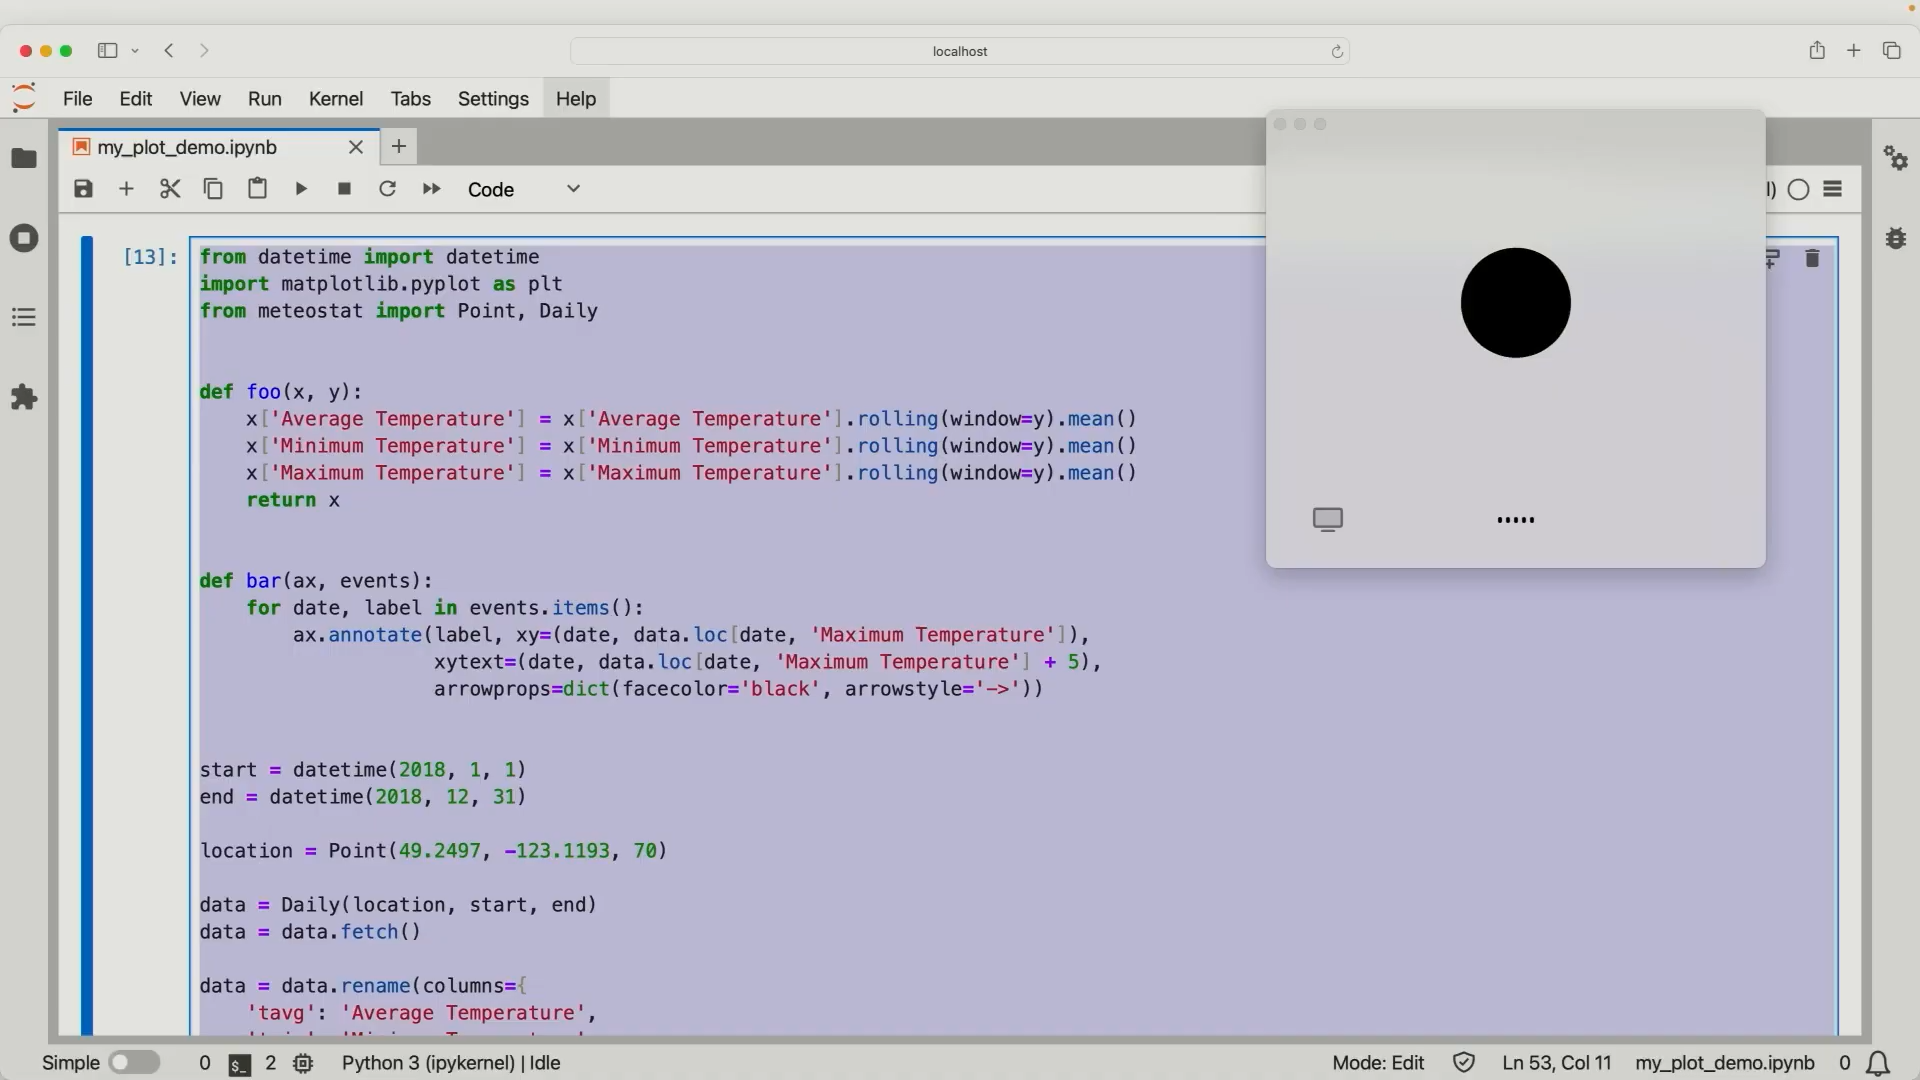 localhost
File Edit View Run Kernel Tabs Settings Help
my_plot_demo.ipynb
Code
[13]:
from datetime import datetime
import matplotlib.pyplot as plt
from meteostat import Point, Daily
def foo(x, y):
x['Average Temperature'] = x['Average Temperature'].rolling(window=y).mean()
x['Minimum Temperature'] = x['Minimum Temperature'].rolling(window=y).mean()
x['Maximum Temperature'] = x['Maximum Temperature'].rolling(window=y).mean()
return x
def bar(ax, events):
for date, label in events.items():
ax.annotate(label, xy=(date, data.loc[date, 'Maximum Temperature']),
xytext=(date, data.loc[date, 'Maximum Temperature'] + 5),
arrowprops=dict(facecolor='black', arrowstyle='->'))
start = datetime(2018, 1, 1)
end = datetime(2018, 12, 31)
location = Point(49.2497, -123.1193, 70)
data = Daily(location, start, end)
data = data.fetch()
data = data.rename(columns={
'tavg': 'Average Temperature',
Simple 0 $_ 2 Python 3 (ipykernel) | Idle Mode: Edit Ln 53, Col 11 my_plot_demo.ipynb 0